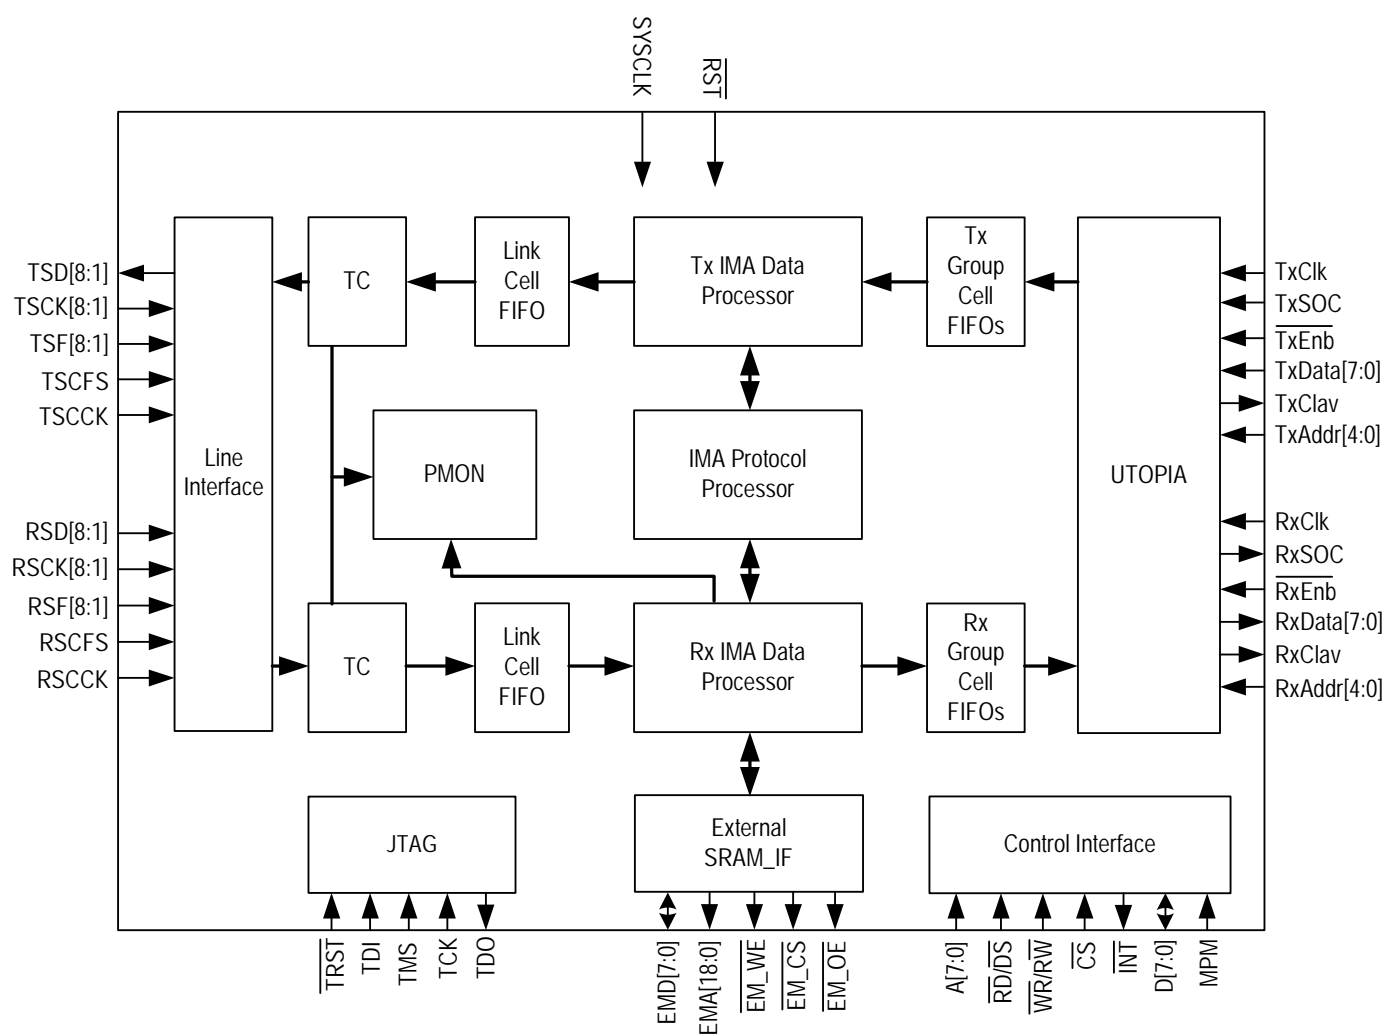 SYSCLK
RST
TSD[8:1]
TSCK[8:1]
TSF[8:1]
TSCFS
TSCCK
RSD[8:1]
RSCK[8:1]
RSF[8:1]
RSCFS
RSCCK
Line
Interface
TC
Link
Cell
FIFO
Tx IMA Data
Processor
Tx
Group
Cell
FIFOs
PMON
IMA Protocol
Processor
UTOPIA
TC
Link
Cell
FIFO
Rx IMA Data
Processor
Rx
Group
Cell
FIFOs
TxClk
TxSOC
TxEnb
TxData[7:0]
TxClav
TxAddr[4:0]
RxClk
RxSOC
RxEnb
RxData[7:0]
RxClav
RxAddr[4:0]
JTAG
External
SRAM_IF
Control Interface
TRST
TDI
TMS
TCK
TDO
EMD[7:0]
EMA[18:0]
EM_WE
EM_CS
EM_OE
A[7:0]
RD/DS
WR/RW
CS
INT
D[7:0]
MPM